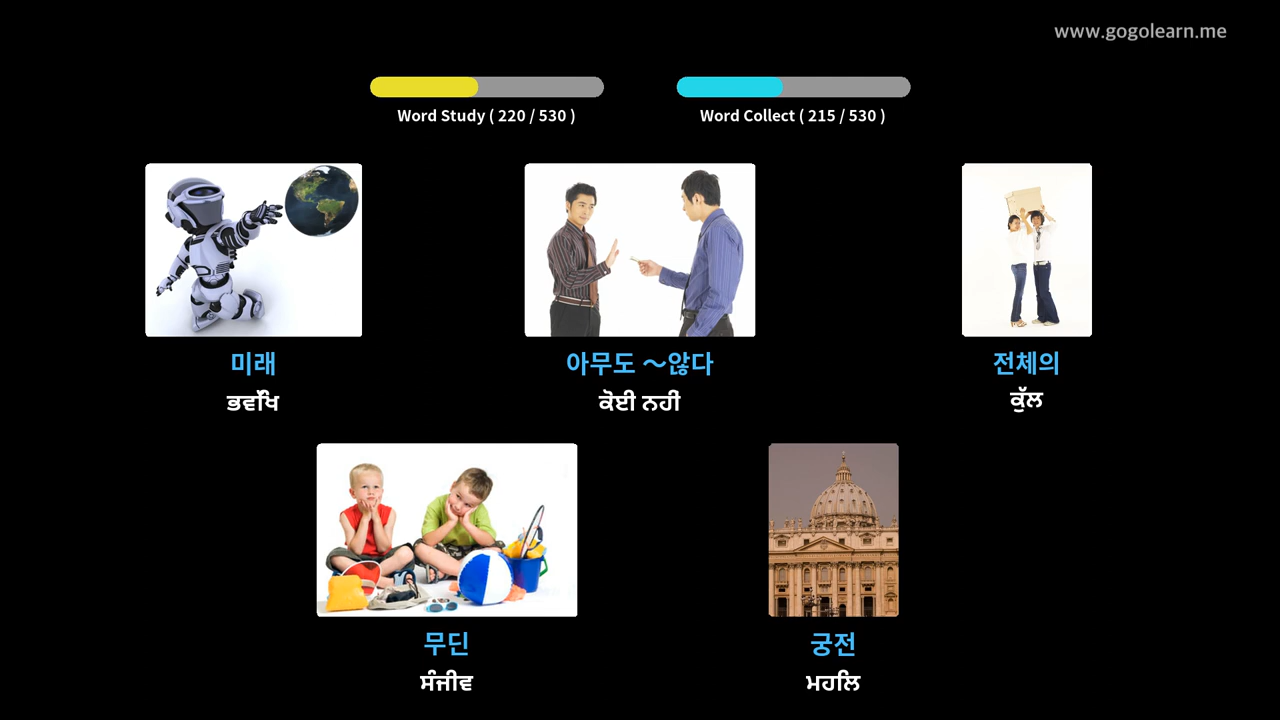 www.gogolearn.me
Word Study ( 220 / 530 )
Word Collect ( 215 / 530 )
미래
ਭਵੱਖਿ
아무도 ～않다
ਕੋਈ ਨਹੀ
전체의
ਕੁੱਲ
무딘
ਸੰਜੀਵ
궁전
ਮਹਲਿ